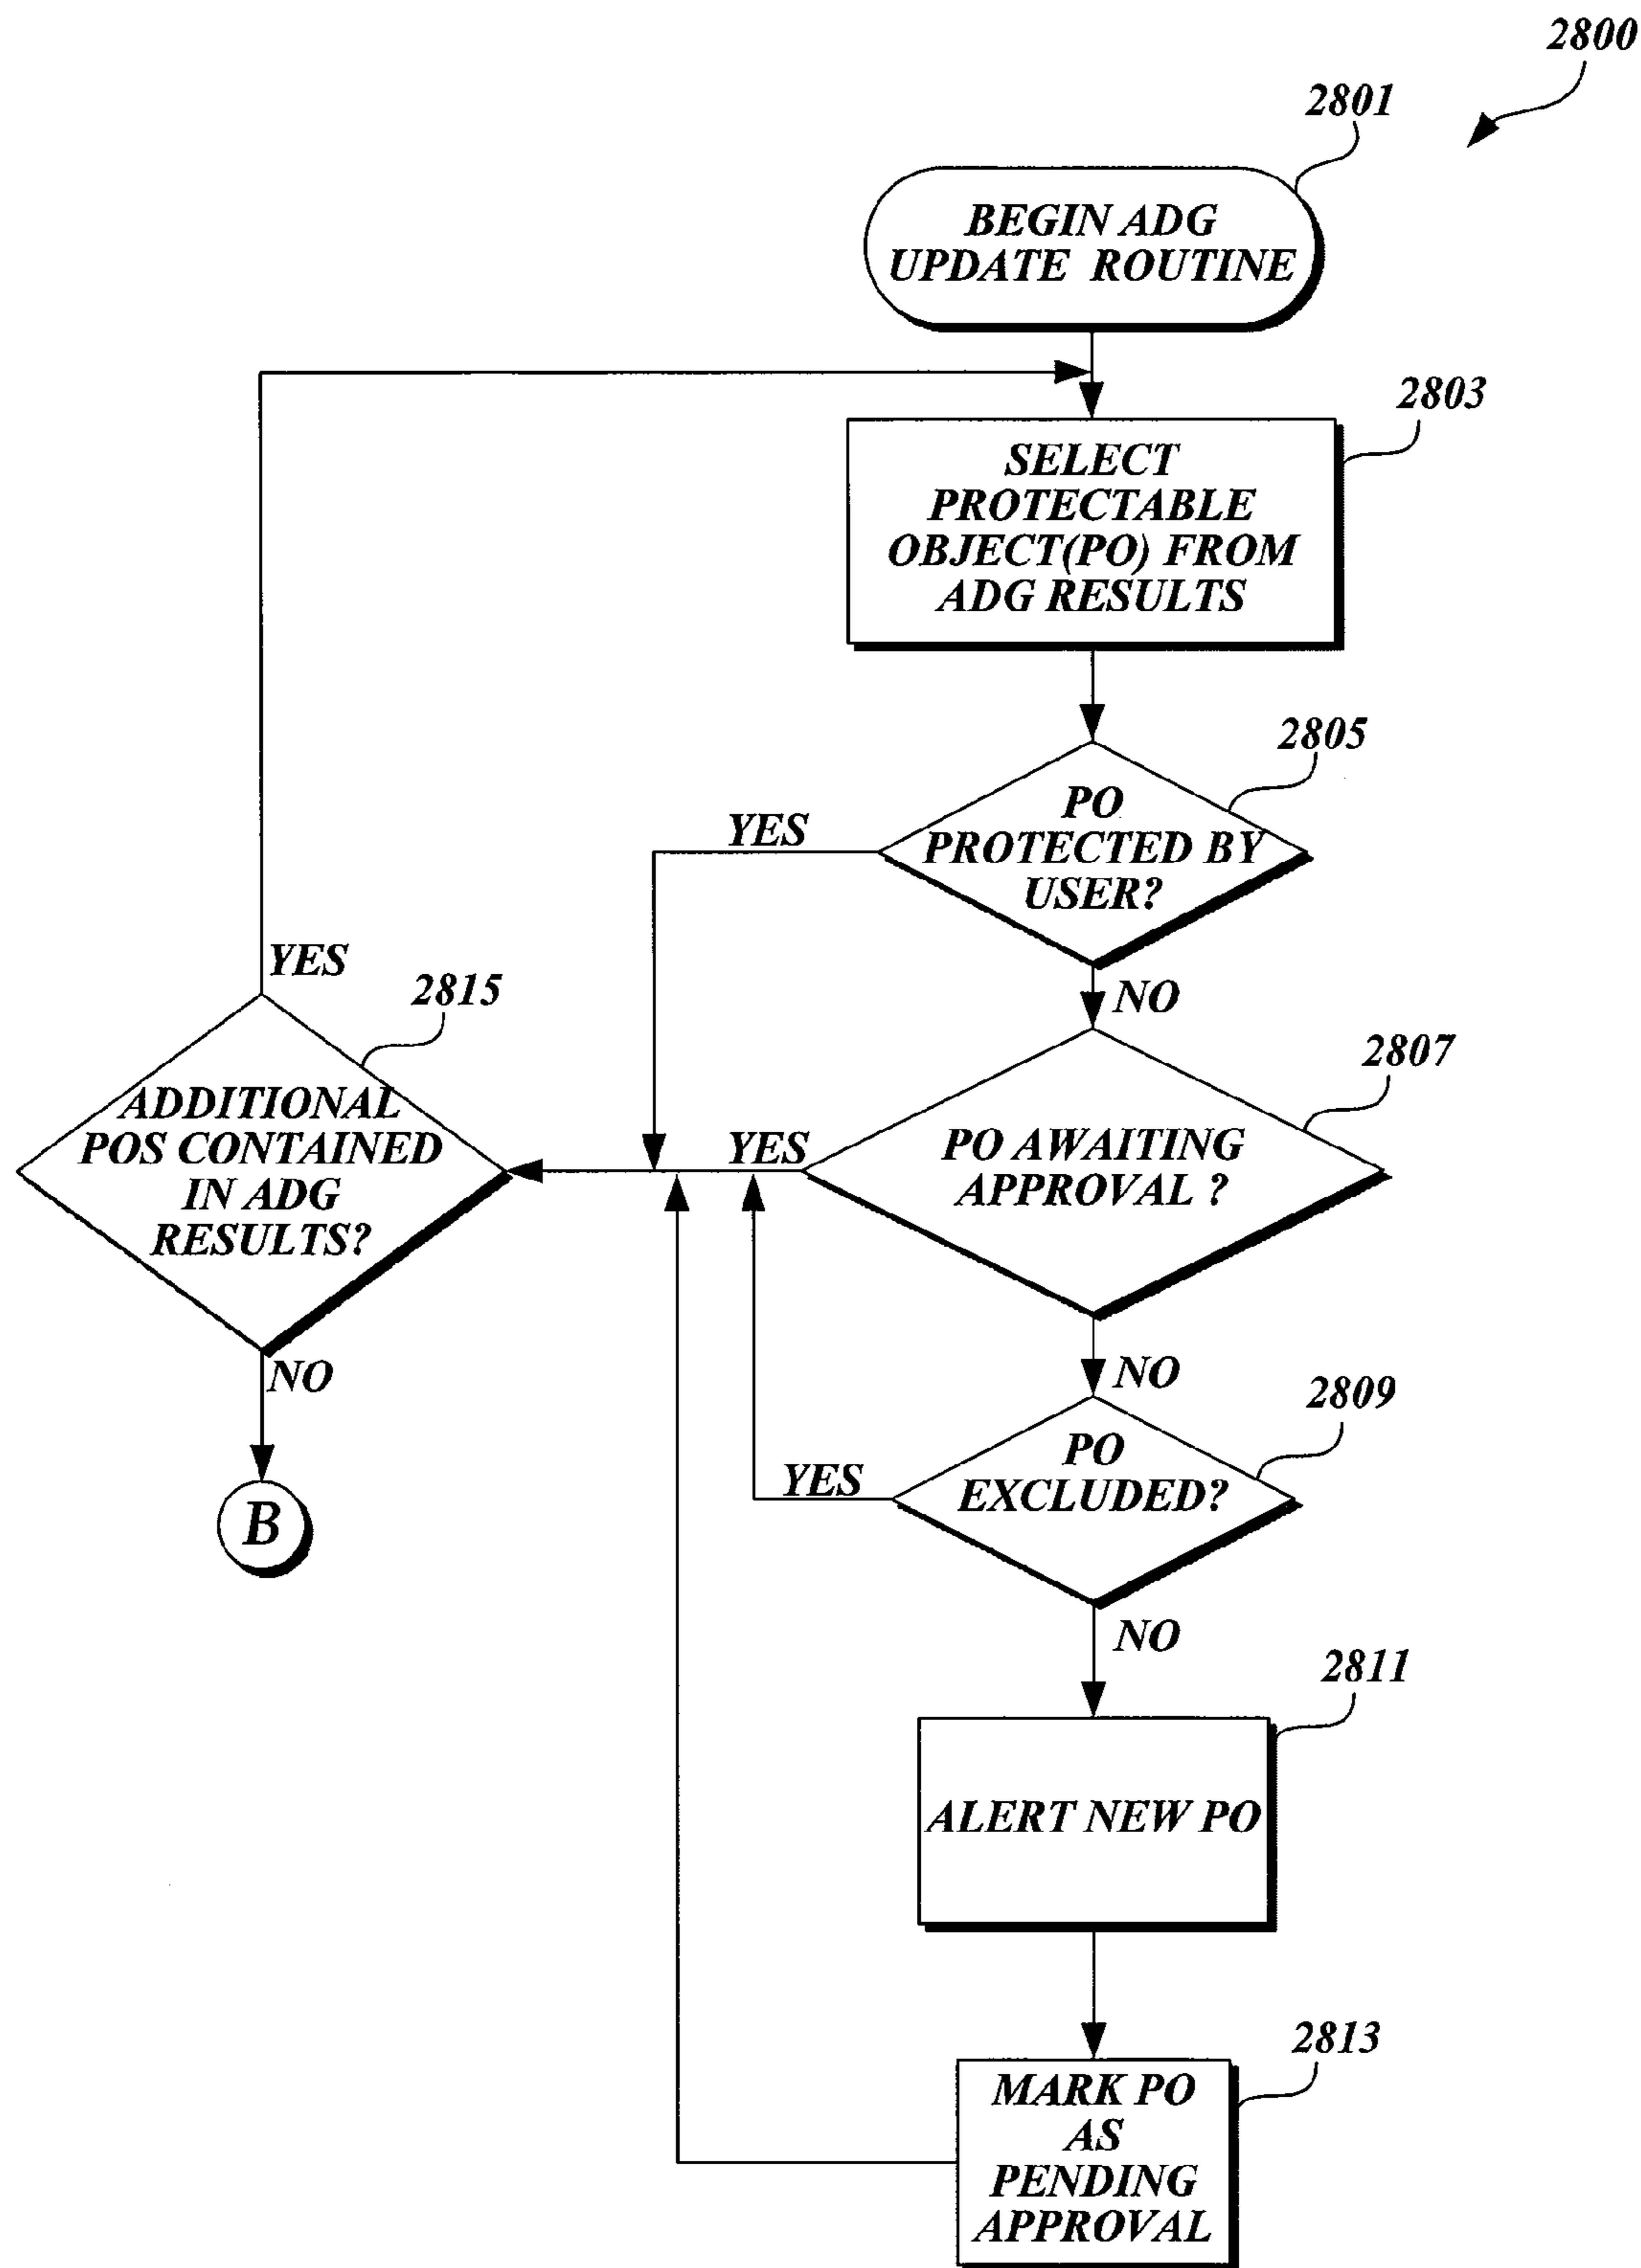 2800
2801
BEGIN ADG
UPDATE ROUTINE
2803
SELECT
PROTECTABLE
OBJECT(PO) FROM
ADG RESULTS
2805
PO
PROTECTED BY
USER?
YES
NO
YES
2815
ADDITIONAL
POS CONTAINED
IN ADG
RESULTS?
NO
B
2807
PO AWAITING
APPROVAL ?
YES
NO
2809
PO
EXCLUDED?
YES
NO
2811
ALERT NEW PO
2813
MARK PO
AS
PENDING
APPROVAL